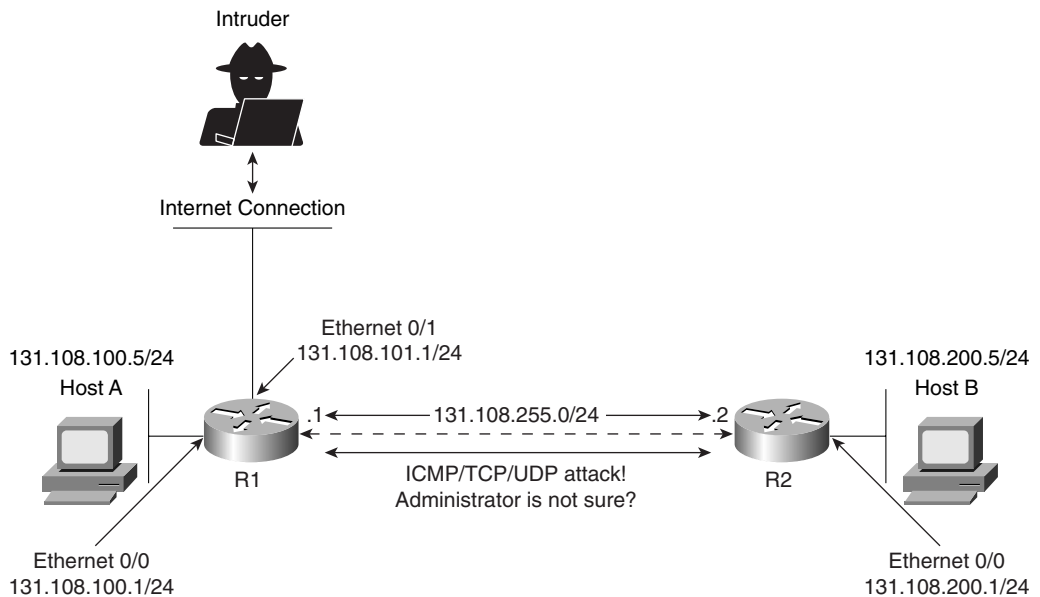 Intruder
Internet Connection
Ethernet 0/1
131.108.101.1/24
131.108.100.5/24
Host A
131.108.200.5/24
Host B
.1
131.108.255.0/24
.2
R1
ICMP/TCP/UDP attack!
Administrator is not sure?
R2
Ethernet 0/0
131.108.100.1/24
Ethernet 0/0
131.108.200.1/24